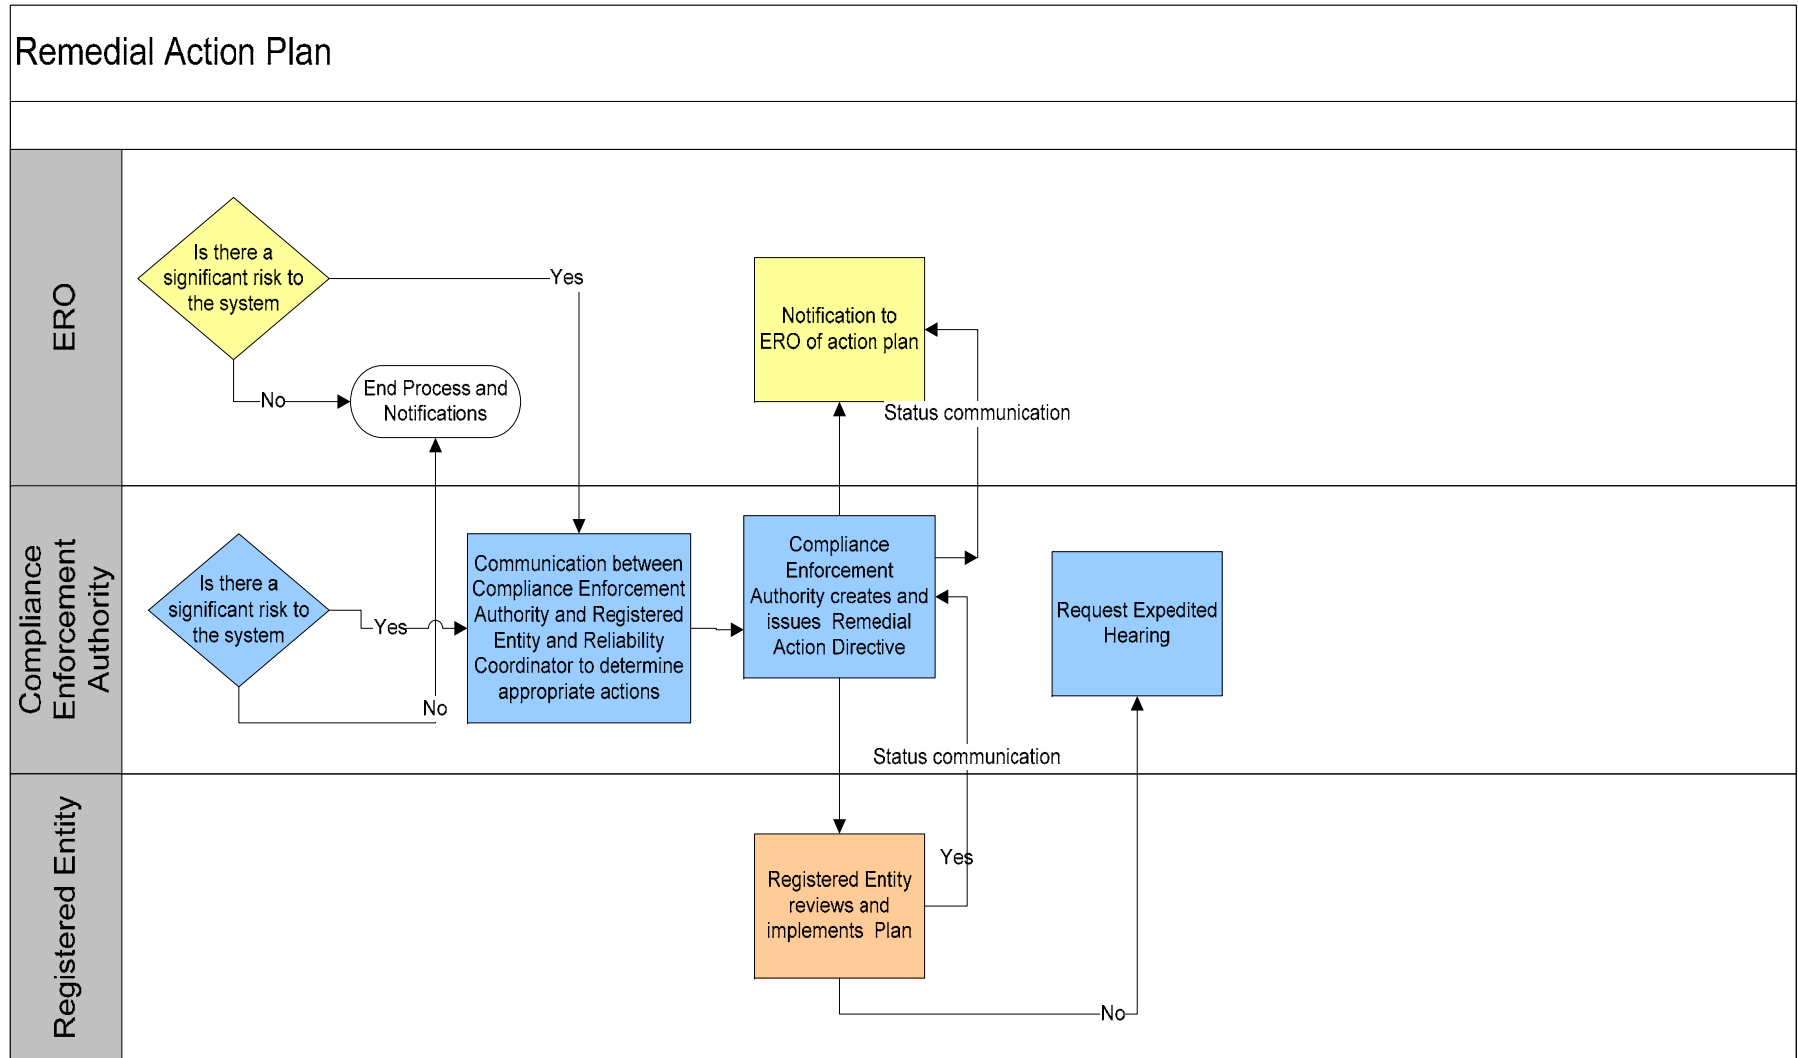 Remedial Action Plan
ERO
Is there a
significant risk to
the system
Yes
No
End Process and
Notifications
Notification to
ERO of action plan
Status communication
Compliance
Enforcement
Authority
Is there a
significant risk to
the system
Yes
No
Communication between
Compliance Enforcement
Authority and Registered
Entity and Reliability
Coordinator to determine
appropriate actions
Compliance
Enforcement
Authority creates and
issues Remedial
Action Directive
Request Expedited
Hearing
Status communication
Registered Entity
Registered Entity
reviews and
implements Plan
Yes
No